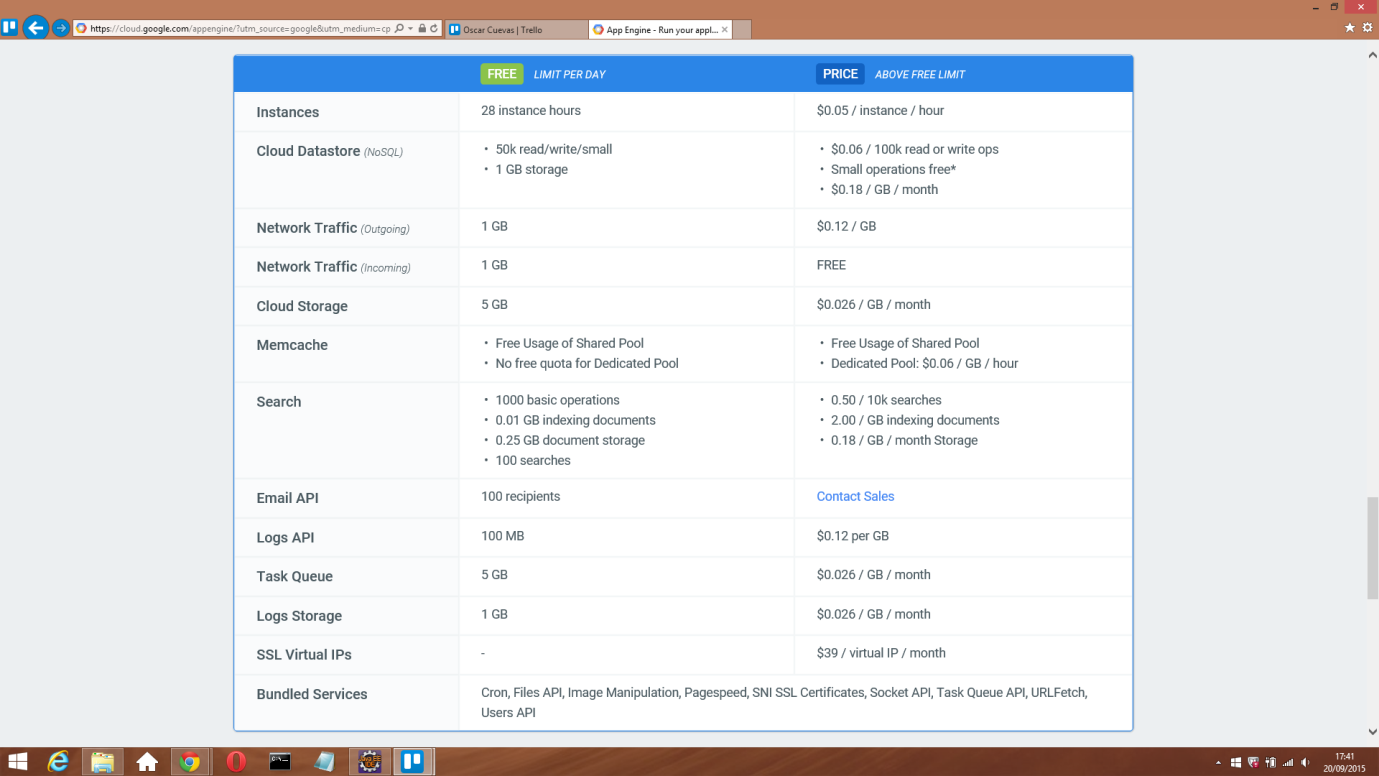 https://cloud.google.com/appengine/?utm_source=google&utm_medium=cp
Oscar Cuevas | Trello
App Engine - Run your appl...
FREE LIMIT PER DAY PRICE ABOVE FREE LIMIT
Instances 28 instance hours $0.05 / instance / hour
Cloud Datastore (NoSQL) • 50k read/write/small • $0.06 / 100k read or write ops
• 1 GB storage • Small operations free*
• $0.18 / GB / month
Network Traffic (Outgoing) 1 GB $0.12 / GB
Network Traffic (Incoming) 1 GB FREE
Cloud Storage 5 GB $0.026 / GB / month
Memcache • Free Usage of Shared Pool • Free Usage of Shared Pool
• No free quota for Dedicated Pool • Dedicated Pool: $0.06 / GB / hour
Search • 1000 basic operations • 0.50 / 10k searches
• 0.01 GB indexing documents • 2.00 / GB indexing documents
• 0.25 GB document storage • 0.18 / GB / month Storage
• 100 searches
Email API 100 recipients Contact Sales
Logs API 100 MB $0.12 per GB
Task Queue 5 GB $0.026 / GB / month
Logs Storage 1 GB $0.026 / GB / month
SSL Virtual IPs - $39 / virtual IP / month
Bundled Services Cron, Files API, Image Manipulation, Pagespeed, SNI SSL Certificates, Socket API, Task Queue API, URLFetch,
Users API
17:41
20/09/2015